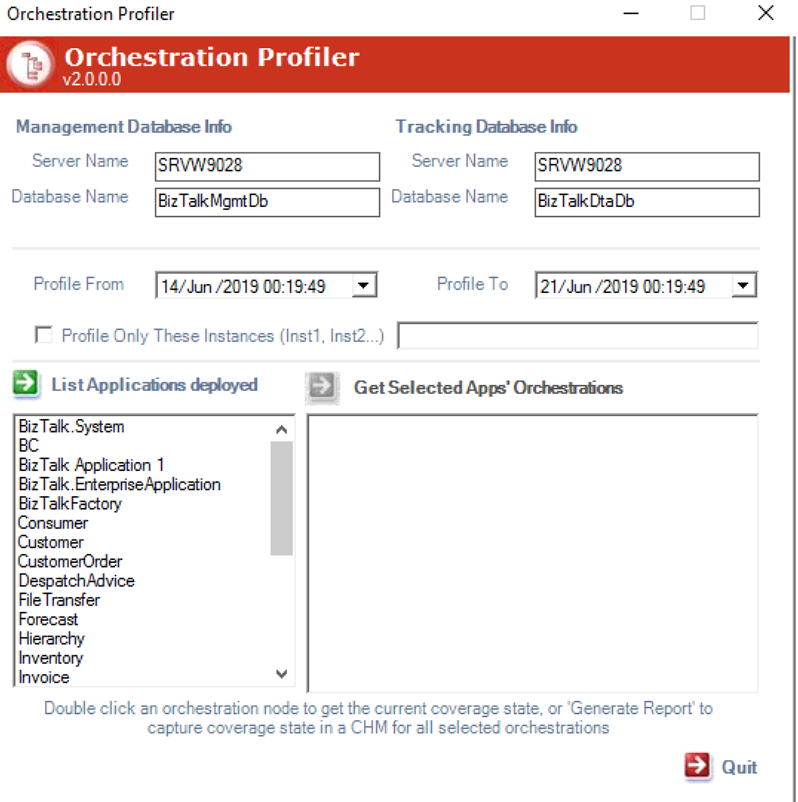 Orchestration Profiler
Orchestration Profiler
v2.0.0.0
Management Database Info
Tracking Database Info
Server Name SRVW9028
Server Name SRVW9028
Database Name BizTalkMgmtDb
Database Name BizTalkDtaDb
Profile From 14/Jun /2019 00:19:49
Profile To 21/Jun /2019 00:19:49
Profile Only These Instances (Inst1, Inst2...)
List Applications deployed
Get Selected Apps' Orchestrations
BizTalk.System
BC
BizTalk Application 1
BizTalk.EnterpriseApplication
BizTalkFactory
Consumer
Customer
CustomerOrder
DespatchAdvice
FileTransfer
Forecast
Hierarchy
Inventory
Invoice
Double click an orchestration node to get the current coverage state, or 'Generate Report' to
capture coverage state in a CHM for all selected orchestrations
Quit